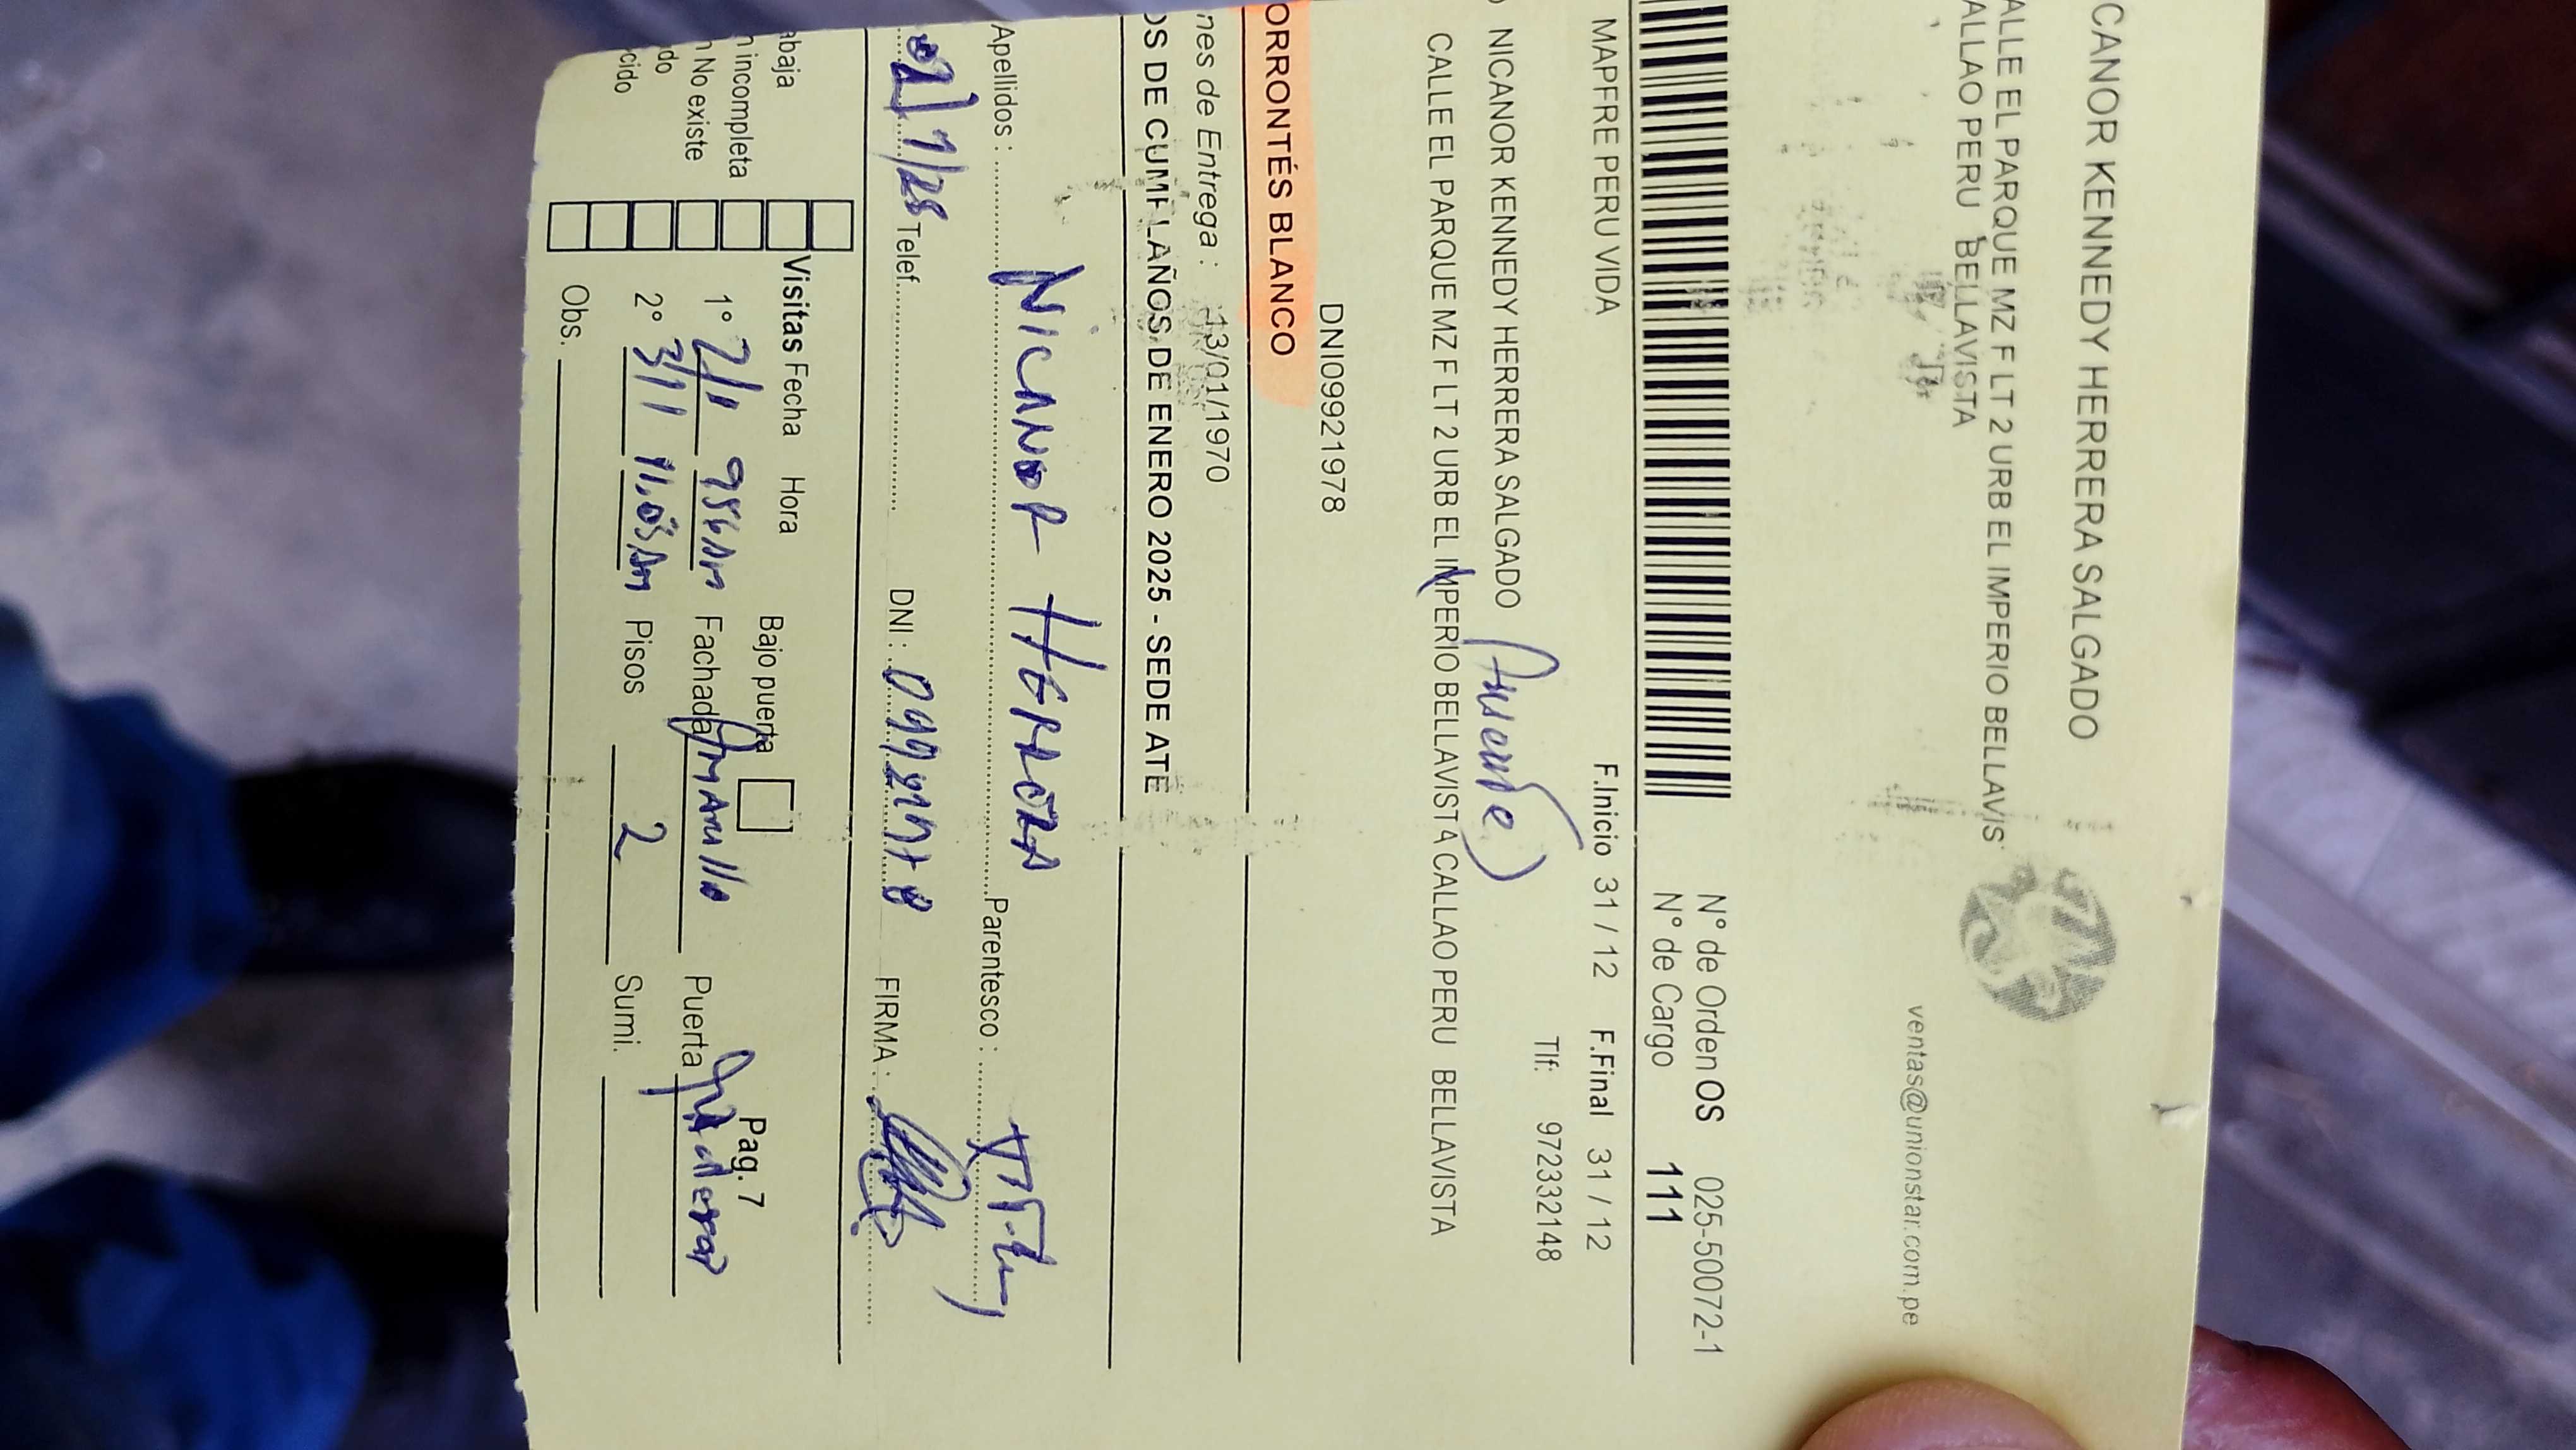 CANOR KENNEDY HERRERA SALGADO
ALLE EL PARQUE MZ F LT 2 URB EL IMPERIO BELLAVIS
ALLAO PERU BELLAVISTA
ventas@unionstar.com.pe
N° de Orden OS 025-50072-1
N° de Cargo 111
MAPFRE PERU VIDA F.Inicio 31 / 12 F.Final 31 / 12
Tlf: 972332148
NICANOR KENNEDY HERRERA SALGADO (Ausente)
CALLE EL PARQUE MZ F LT 2 URB EL IMPERIO BELLAVISTA CALLAO PERU BELLAVISTA
DNI09921978
ORRONTÉS BLANCO
nes de Entrega : 13/01/1970
OS DE CUMPLAÑOS DE ENERO 2025 - SEDE ATE
Apellidos : NICANOR HERRERA Parentesco :
Telef. DNI : 09921978 FIRMA :
abaja
n incompleta
n No existe
do
cido
Visitas Fecha Hora Bajo puerta Pag.7
1° 2/1 956AM Fachada Amarillo Puerta
2° 3/1 11.03AM Pisos 2 Sumi.
Obs.